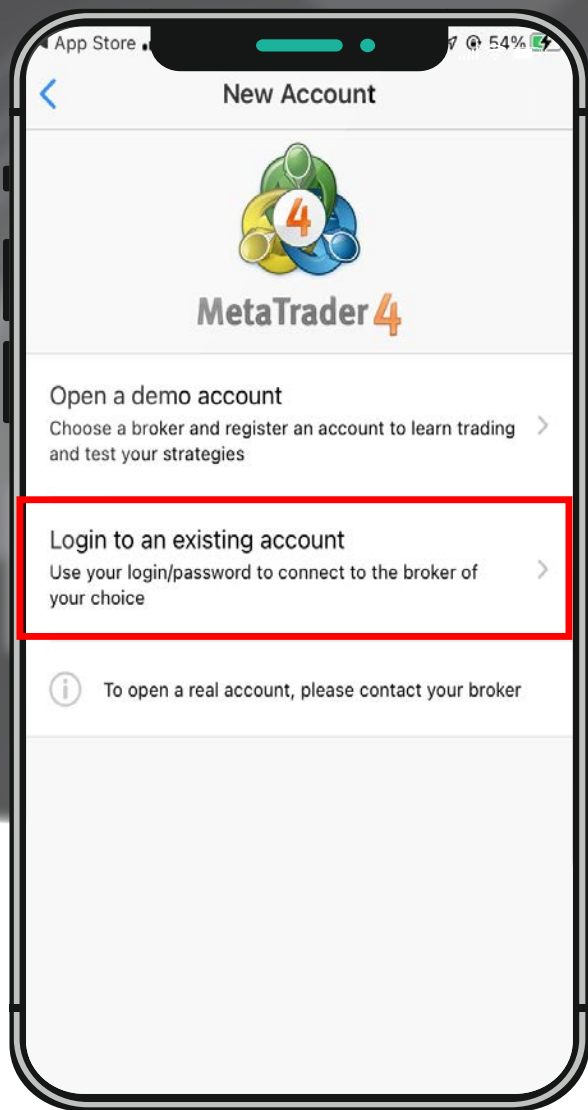 App Store
54%
New Account
4
MetaTrader 4
Open a demo account
Choose a broker and register an account to learn trading
and test your strategies
Login to an existing account
Use your login/password to connect to the broker of
your choice
i
To open a real account, please contact your broker